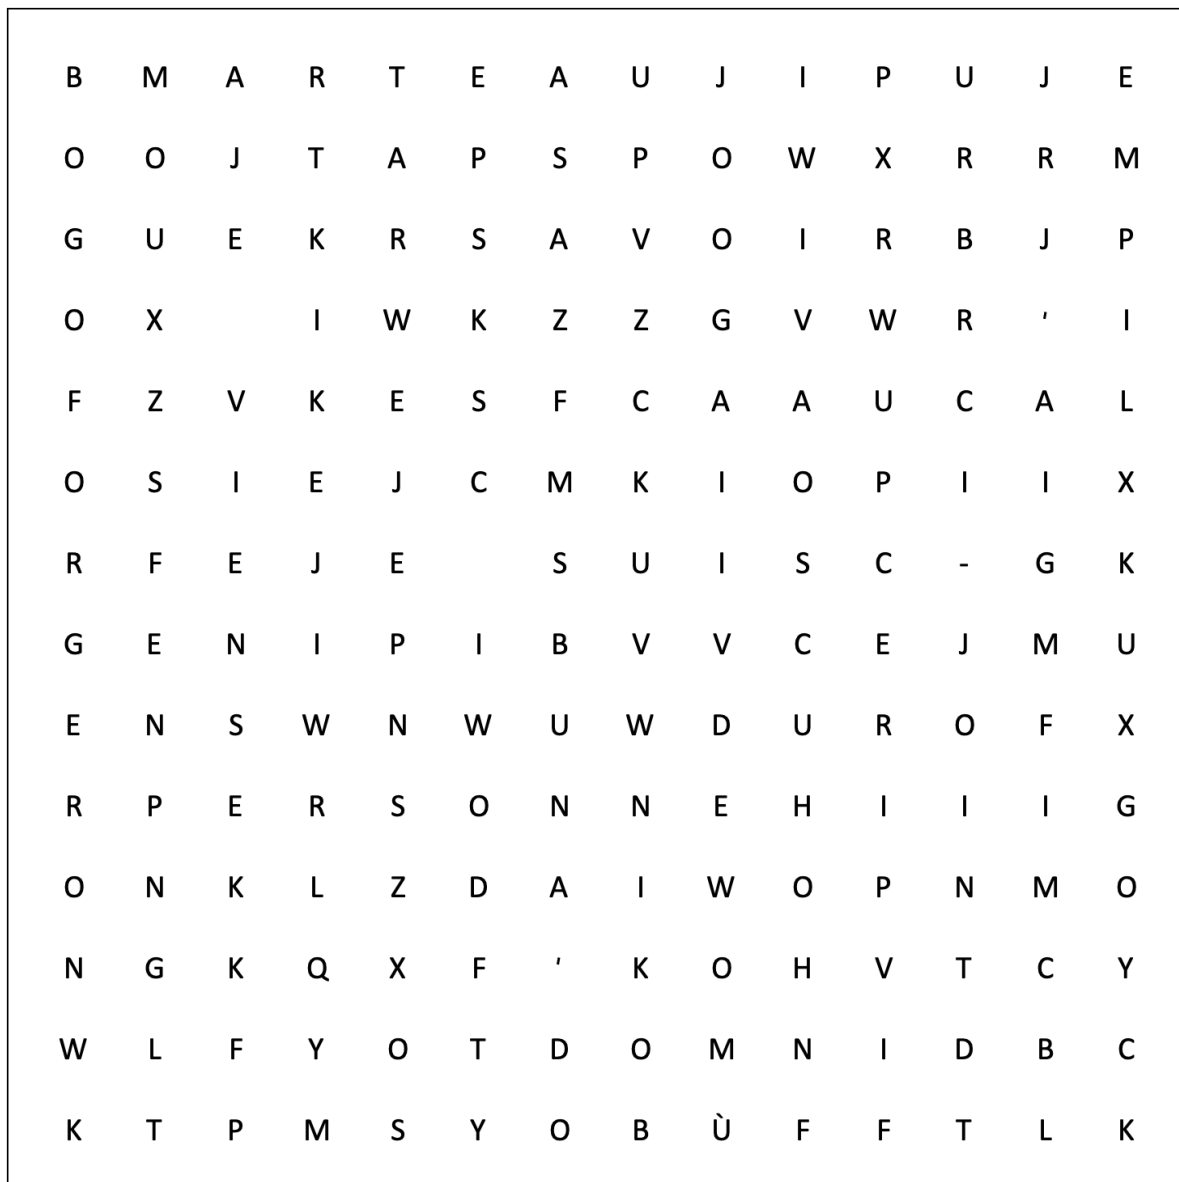 B M A R T E A U J I P U J E
O O J T A P S P O W X R R M
G U E K R S A V O I R B J P
O X I W K Z Z G V W R ' I
F Z V K E S F C A A U C A L
O S I E J C M K I O P I I X
R F E J E S U I S C - G K
G E N I P I B V V C E J M U
E N S W N W U W D U R O F X
R P E R S O N N E H I I I G
O N K L Z D A I W O P N M O
N G K Q X F ' K O H V T C Y
W L F Y O T D O M N I D B C
K T P M S Y O B Ù F F T L K